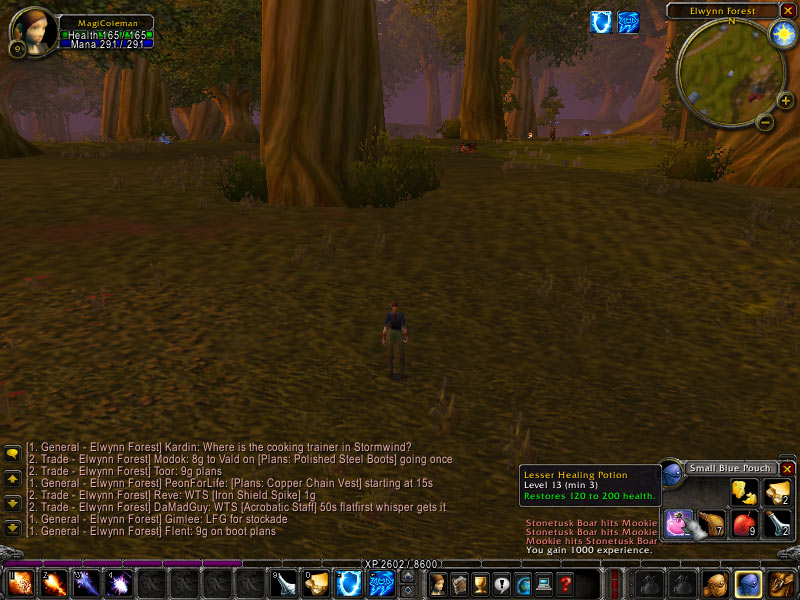 MagiColeman
Health 165 / 165
9
Mana 291 / 291
Elwynn Forest
N
[1. General - Elwynn Forest] Kardin: Where is the cooking trainer in Stormwind?
[2. Trade - Elwynn Forest] Modok: 8g to Vald on [Plans: Polished Steel Boots] going once
[2. Trade - Elwynn Forest] Toor: 9g plans
[1. General - Elwynn Forest] PeonForLife: [Plans: Copper Chain Vest] starting at 15s
[2. Trade - Elwynn Forest] Reve: WTS [Iron Shield Spike] 1g
[2. Trade - Elwynn Forest] DaMadGuy: WTS [Acrobatic Staff] 50s flatfirst whisper gets it
[1. General - Elwynn Forest] Gimlee: LFG for stockade
[1. General - Elwynn Forest] Flent: 9g on boot plans
Lesser Healing Potion
Level 13 (min 3)
Restores 120 to 200 health.
Small Blue Pouch
2
9
2
Stonetusk Boar hits Mookie
Stonetusk Boar hits Mookie
Mookie hits Stonetusk Boar
You gain 1000 experience.
XP 2602 / 8600
1 2 3 4 9 0